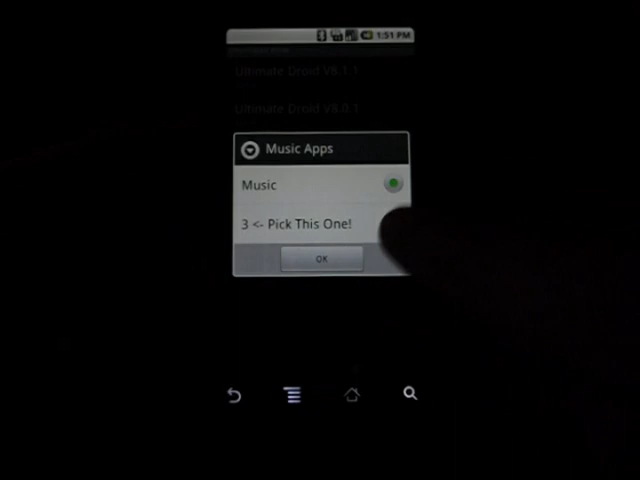 1:51 PM
Ultimate Droid V8.1.1
Ultimate Droid V8.0.1
Music Apps
Music
3 <- Pick This One!
OK